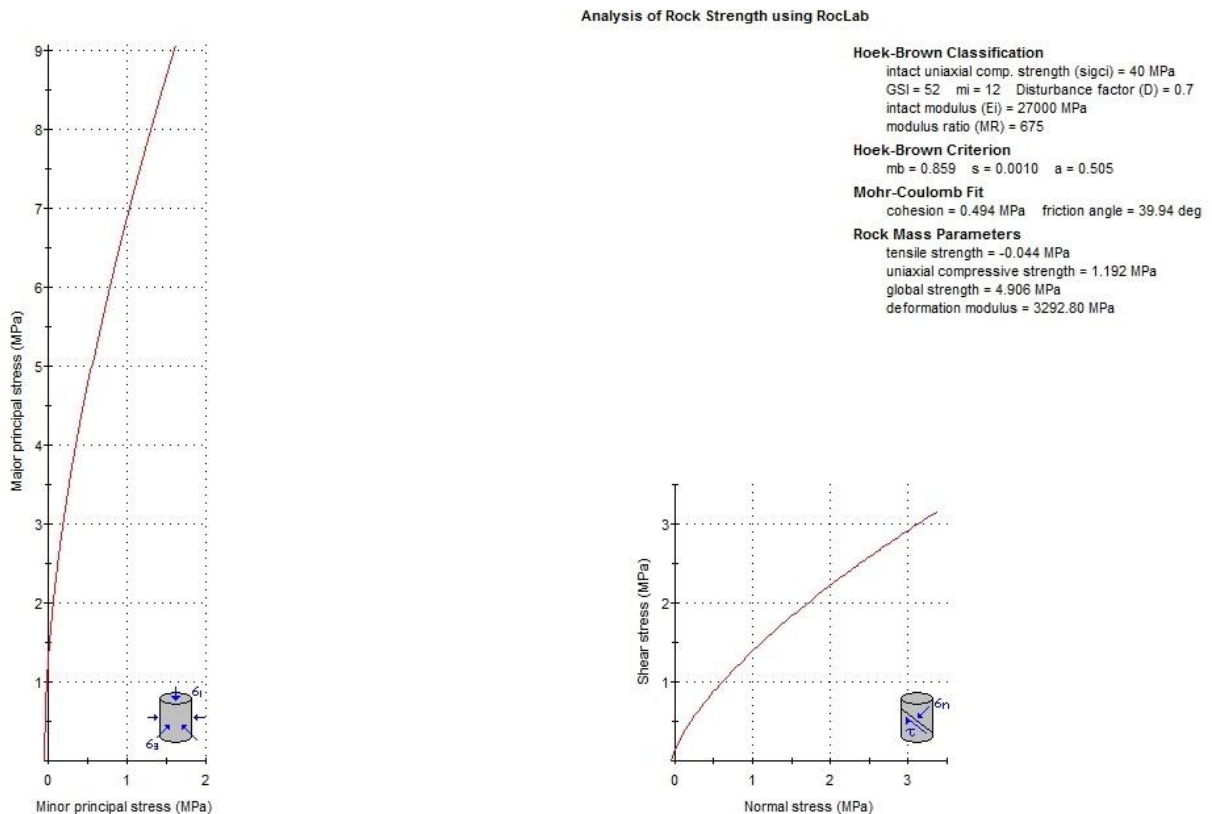 Analysis of Rock Strength using RocLab
Hoek-Brown Classification
intact uniaxial comp. strength (sigci) = 40 MPa
GSI = 52 mi = 12 Disturbance factor (D) = 0.7
intact modulus (Ei) = 27000 MPa
modulus ratio (MR) = 675
Hoek-Brown Criterion
mb = 0.859 s = 0.0010 a = 0.505
Mohr-Coulomb Fit
cohesion = 0.494 MPa friction angle = 39.94 deg
Rock Mass Parameters
tensile strength = -0.044 MPa
uniaxial compressive strength = 1.192 MPa
global strength = 4.906 MPa
deformation modulus = 3292.80 MPa
Major principal stress (MPa)
9
8
7
6
5
4
3
2
1
σ1
σ3
0 1 2
Minor principal stress (MPa)
Shear stress (MPa)
3
2
1
σn
τ
0 1 2 3
Normal stress (MPa)